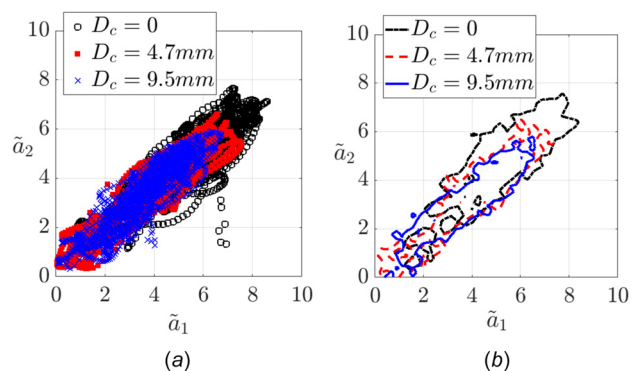 D_c = 0
D_c = 4.7mm
D_c = 9.5mm
10
8
6
4
2
0
ã_2
0 2 4 6 8 10
ã_1
(a)
D_c = 0
D_c = 4.7mm
D_c = 9.5mm
10
8
6
4
2
0
ã_2
0 2 4 6 8 10
ã_1
(b)